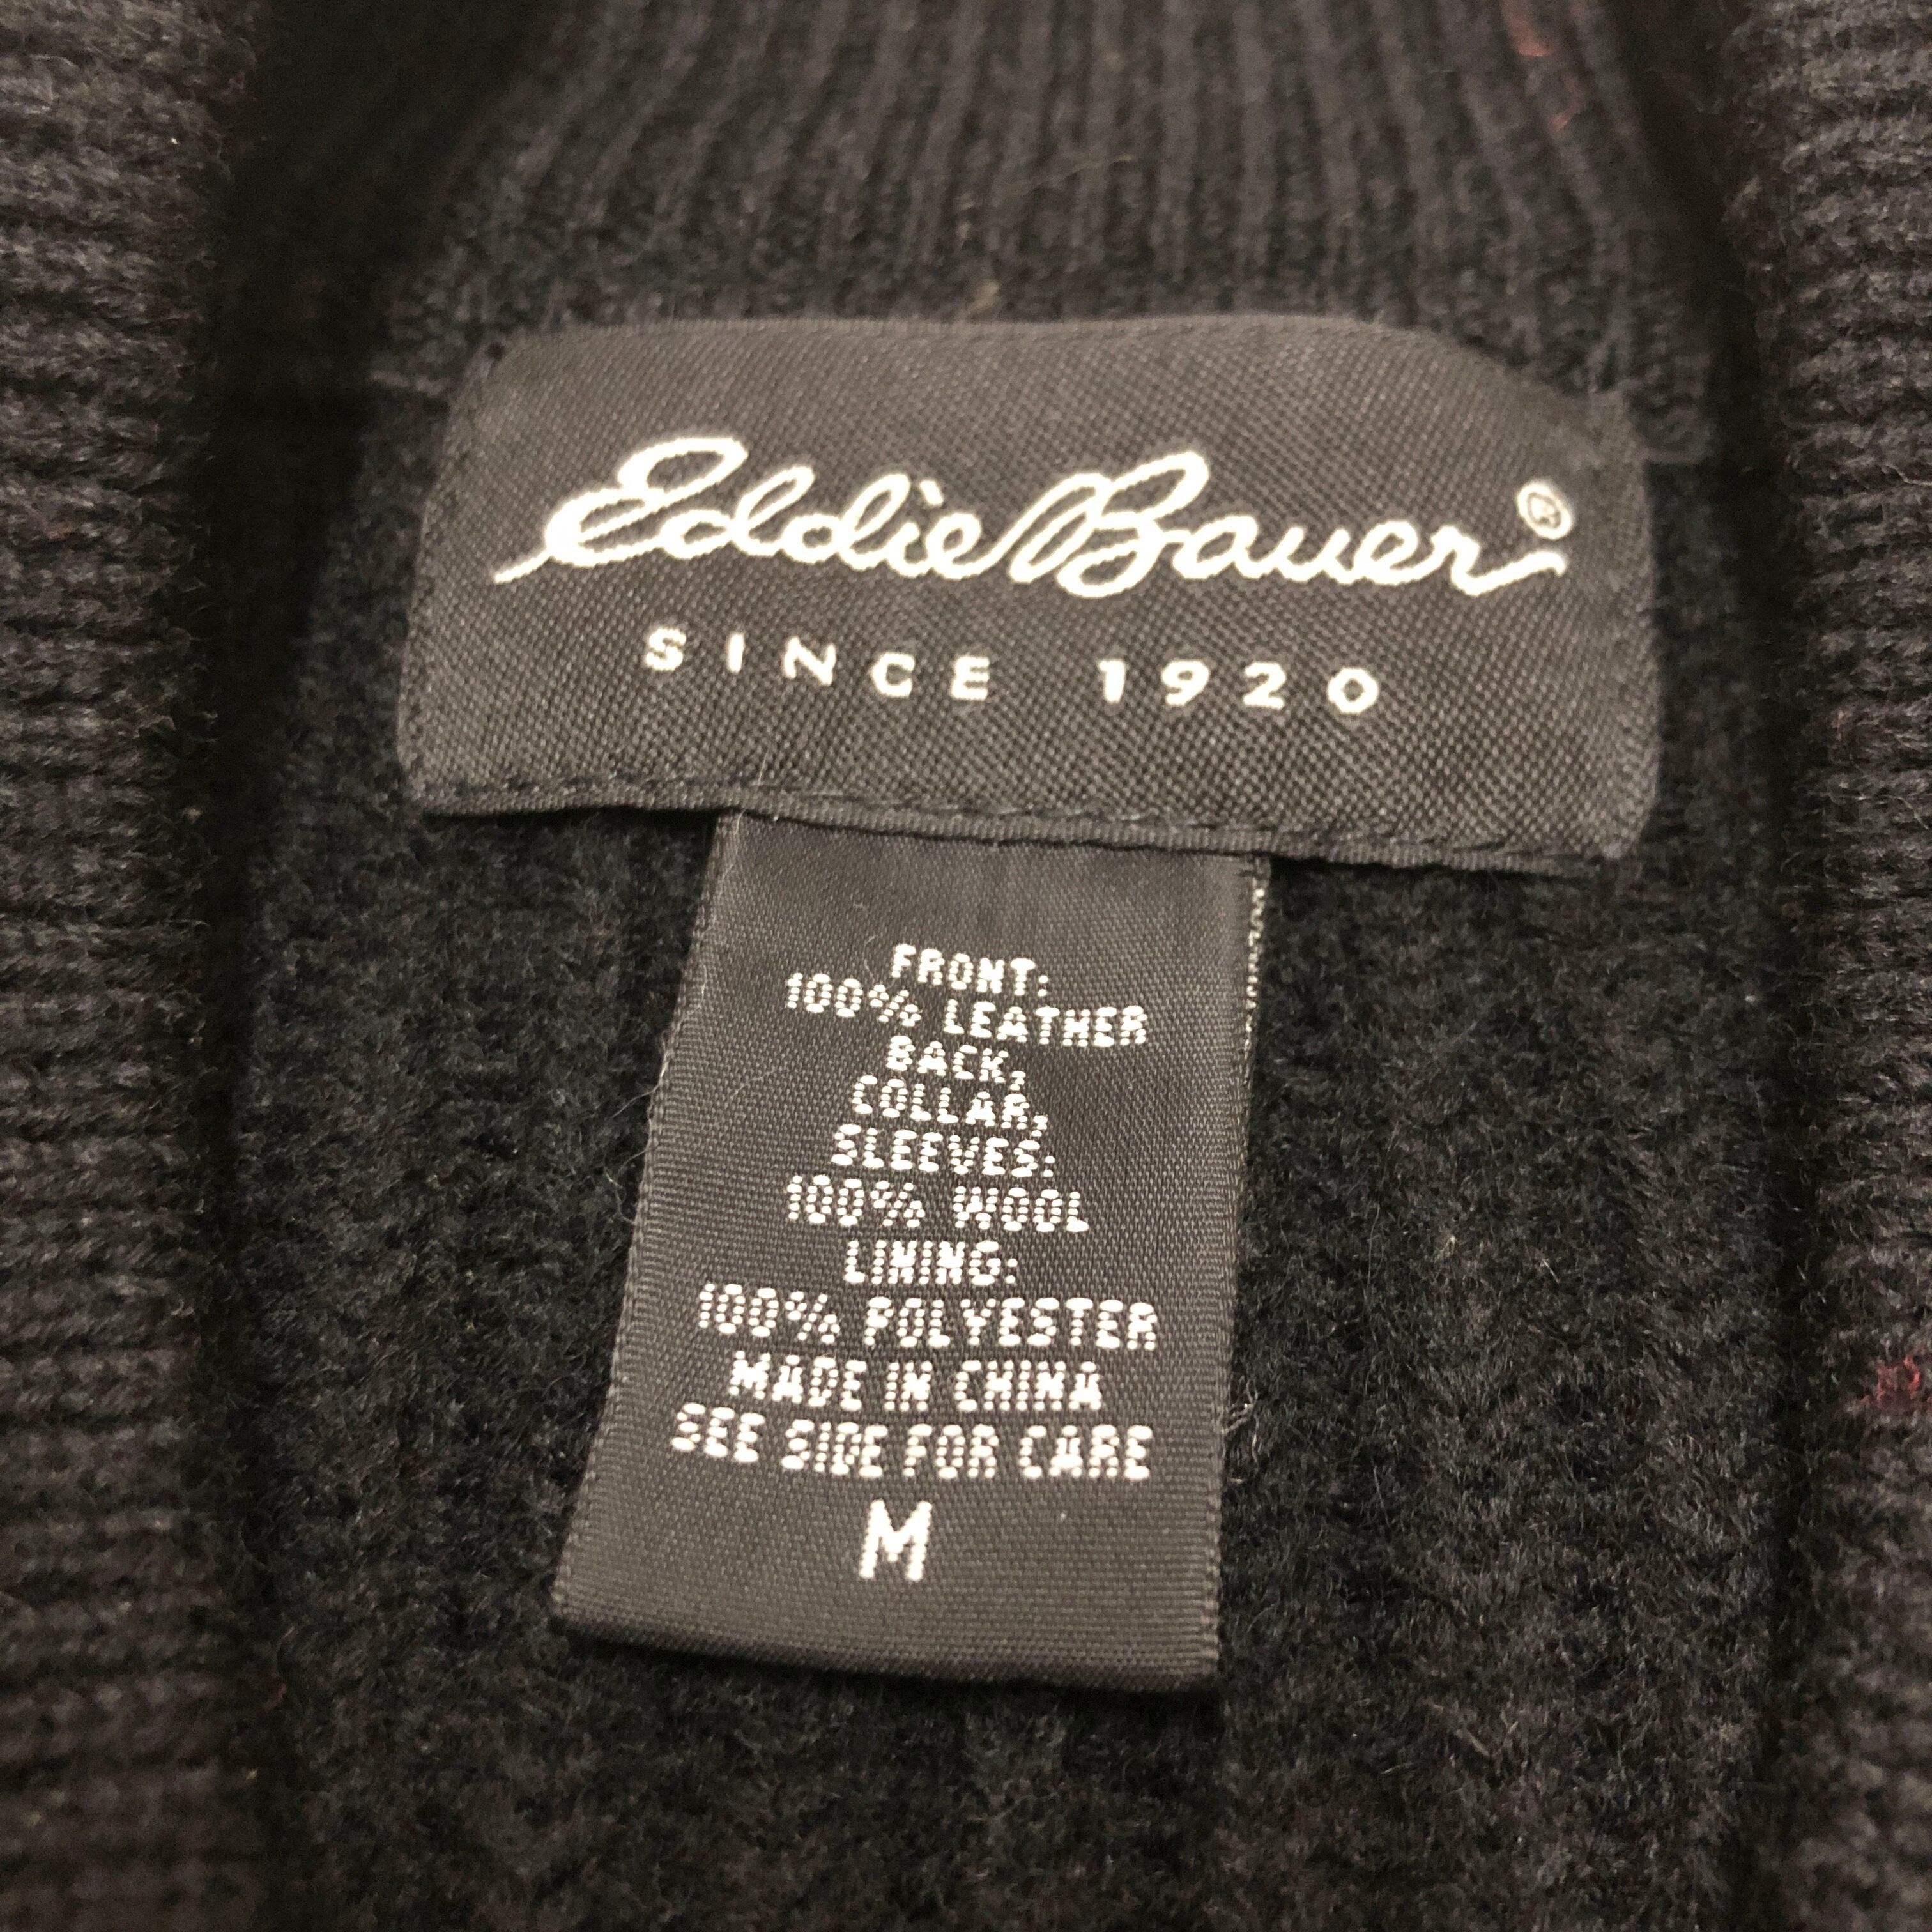 Eddie Bauer®
SINCE 1920
FRONT:
100% LEATHER
BACK,
COLLAR,
SLEEVES:
100% WOOL
LINING:
100% POLYESTER
MADE IN CHINA
SEE SIDE FOR CARE
M